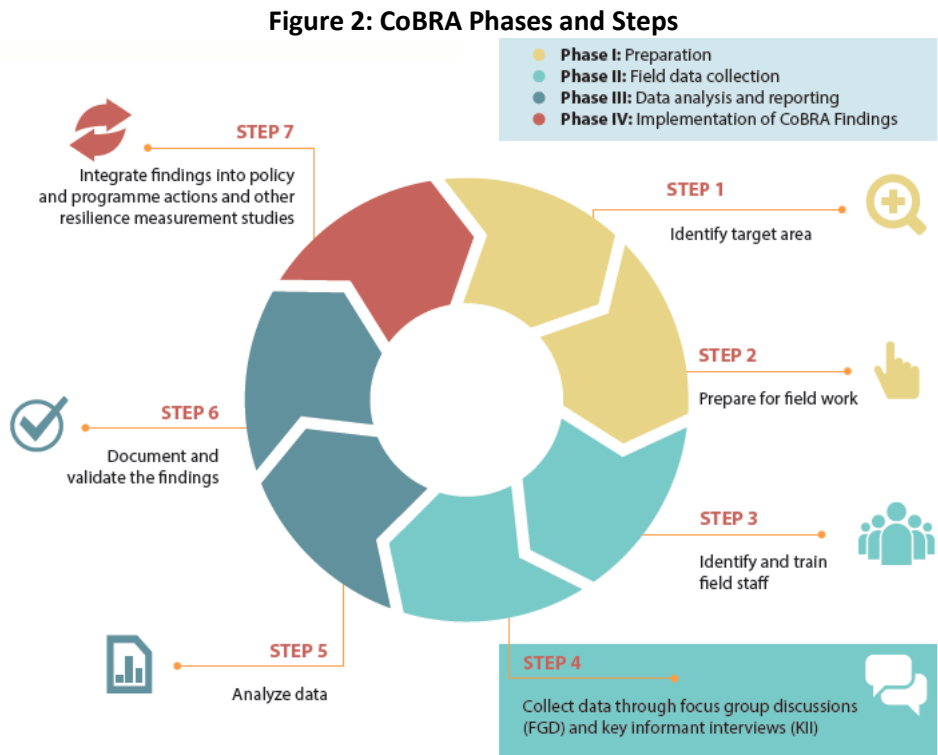 Figure 2: CoBRA Phases and Steps
Phase I: Preparation
Phase II: Field data collection
Phase III: Data analysis and reporting
Phase IV: Implementation of CoBRA Findings
STEP 1
Identify target area
STEP 2
Prepare for field work
STEP 3
Identify and train
field staff
STEP 4
Collect data through focus group discussions
(FGD) and key informant interviews (KII)
STEP 5
Analyze data
STEP 6
Document and
validate the findings
STEP 7
Integrate findings into policy
and programme actions and other
resilience measurement studies